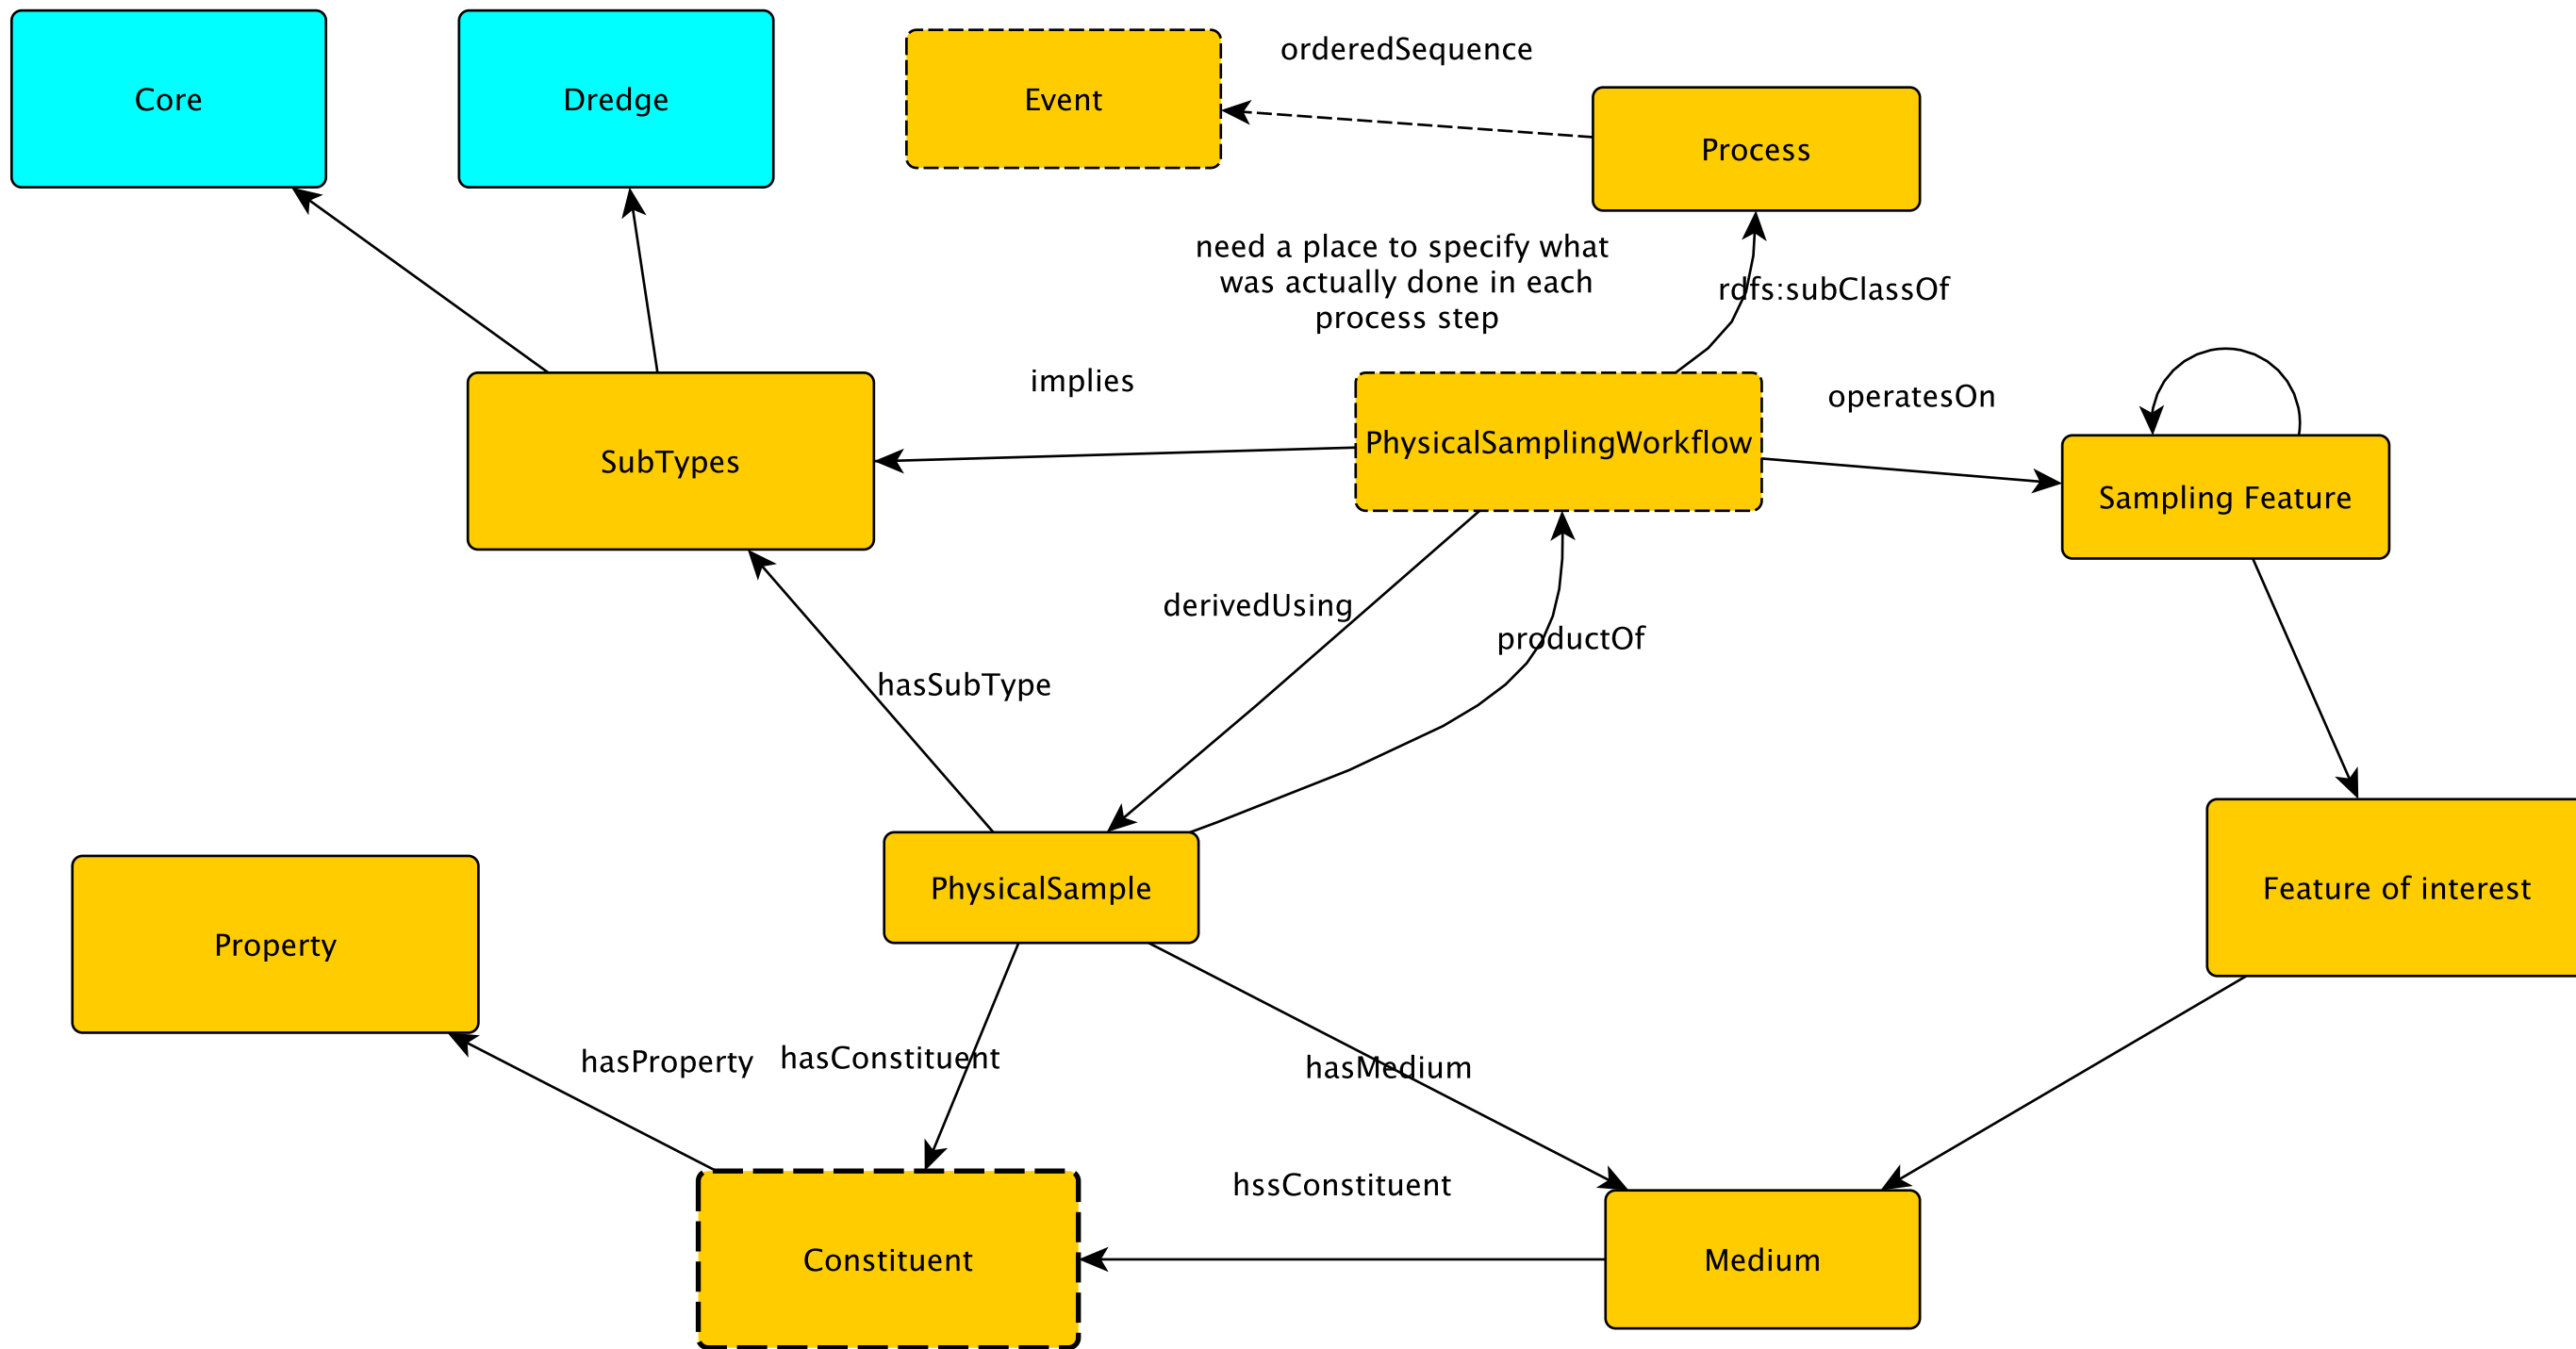 Core
Dredge
Event
orderedSequence
Process
need a place to specify what
was actually done in each
process step
rdfs:subClassOf
implies
operatesOn
SubTypes
PhysicalSamplingWorkflow
Sampling Feature
derivedUsing
productOf
hasSubType
PhysicalSample
Feature of interest
Property
hasProperty
hasConstituent
hasMedium
hssConstituent
Constituent
Medium